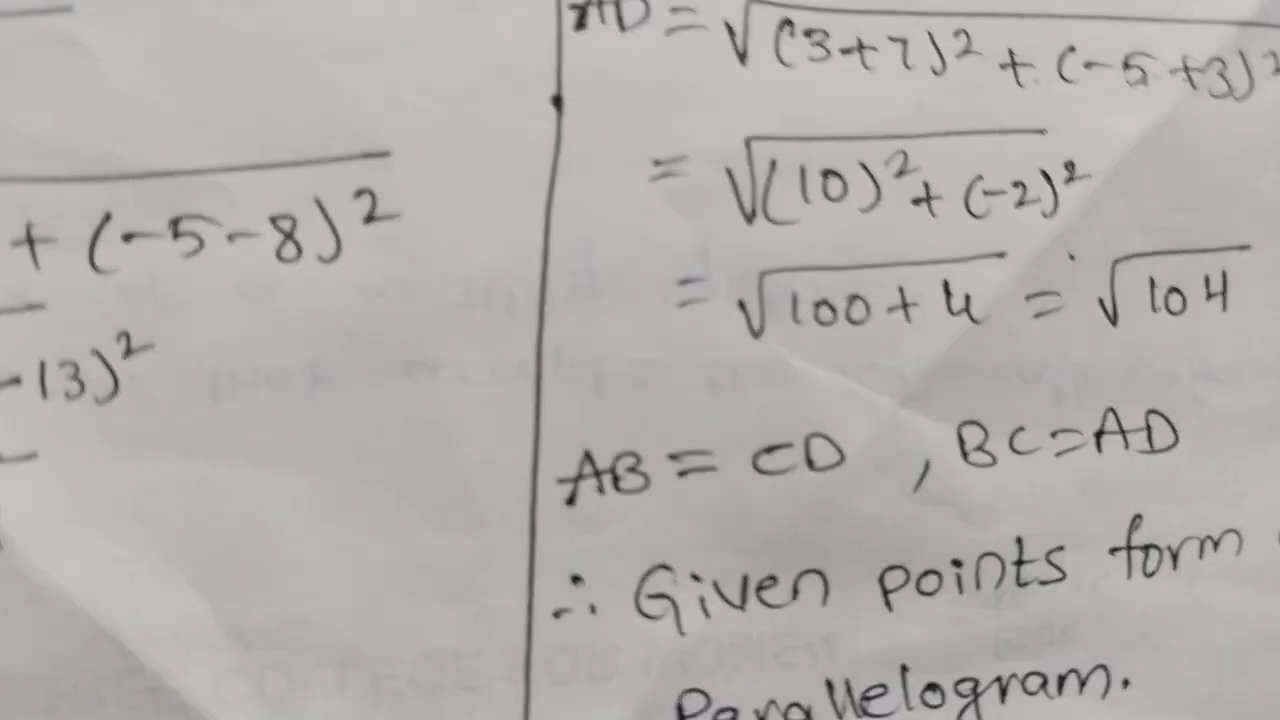 + (-5-8)²
-13)²
AD = √(3+7)² + (-5+3)²
= √(10)² + (-2)²
= √100+4 = √104
AB = CD , BC=AD
∴ Given points form
Parallelogram.